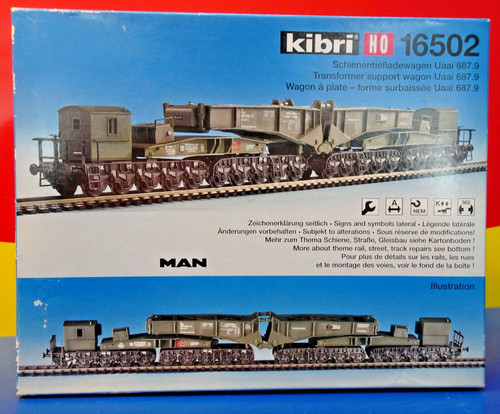 kibri H0 16502
Schienentiefladewagen Uaai 687.9
Transformer support wagon Uaai 687.9
Wagon à plate - forme surbaissée Uaai 687.9
A
NEM
K
362
Zeichenerklärung seitlich · Signs and symbols lateral · Légende latérale
Änderungen vorbehalten · Subjekt to alterations · Sous réserve de modifications!
Mehr zum Thema Schiene, Straße, Gleisbau siehe Kartonboden !
More about theme rail, street, track repairs see bottom !
Pour plus de détails sur les rails, les rues
et le montage des voies, voir le fond de la boîte !
MAN
Illustration